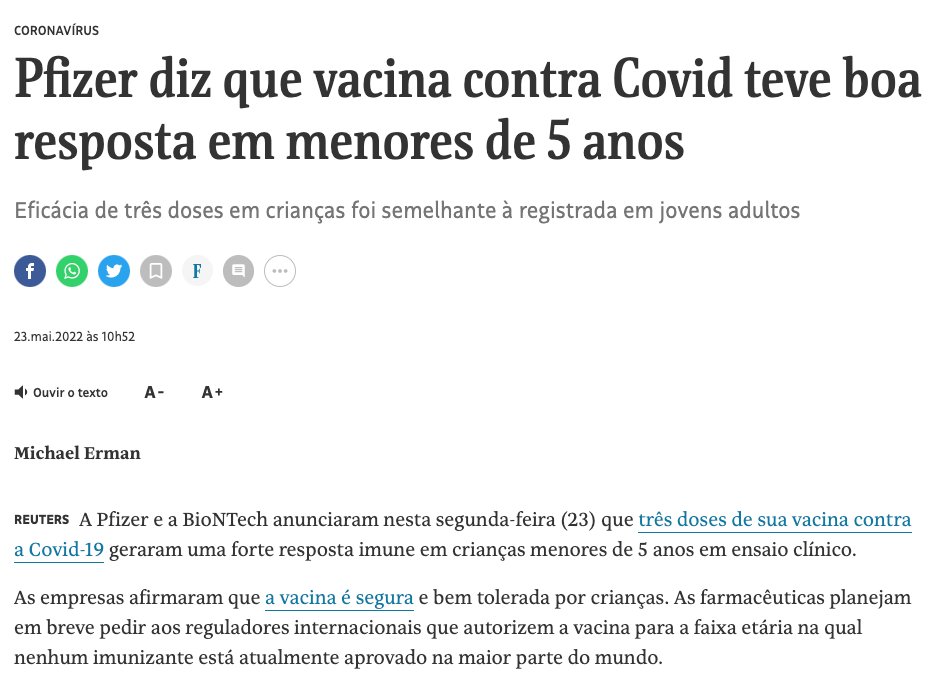 CORONAVÍRUS
Pfizer diz que vacina contra Covid teve boa
resposta em menores de 5 anos
Eficácia de três doses em crianças foi semelhante à registrada em jovens adultos
f F
23.mai.2022 às 10h52
Ouvir o texto A- A+
Michael Erman
REUTERS A Pfizer e a BioNTech anunciaram nesta segunda-feira (23) que três doses de sua vacina contra
a Covid-19 geraram uma forte resposta imune em crianças menores de 5 anos em ensaio clínico.
As empresas afirmaram que a vacina é segura e bem tolerada por crianças. As farmacêuticas planejam
em breve pedir aos reguladores internacionais que autorizem a vacina para a faixa etária na qual
nenhum imunizante está atualmente aprovado na maior parte do mundo.